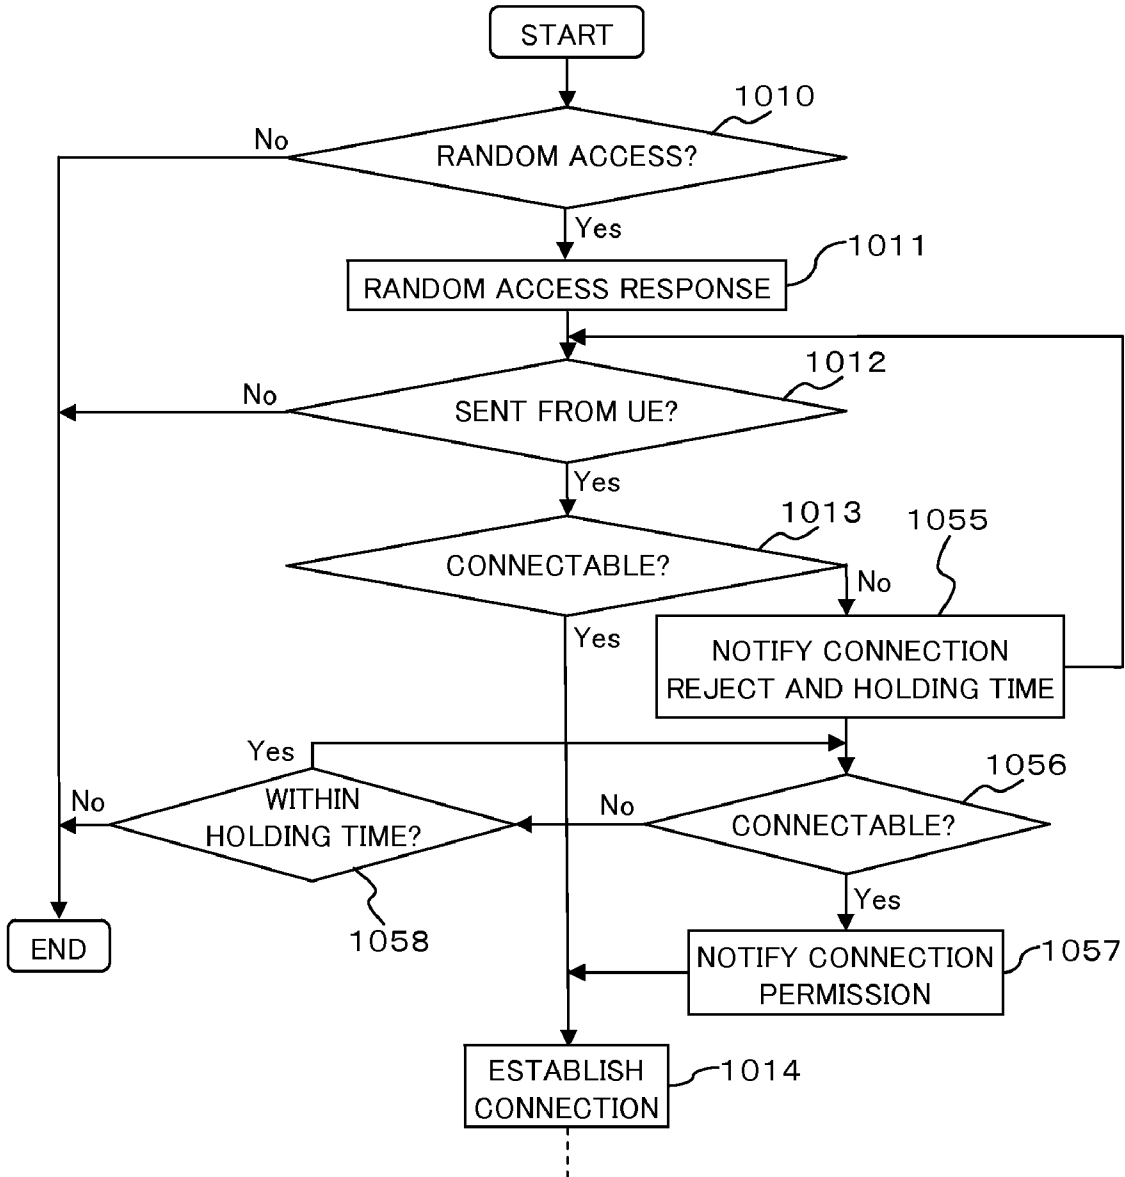 START
1010
No
RANDOM ACCESS?
Yes
1011
RANDOM ACCESS RESPONSE
1012
No
SENT FROM UE?
Yes
1013
1055
CONNECTABLE?
No
Yes
NOTIFY CONNECTION
REJECT AND HOLDING TIME
Yes
1056
No
WITHIN
HOLDING TIME?
No
CONNECTABLE?
Yes
1058
END
1057
NOTIFY CONNECTION
PERMISSION
ESTABLISH
CONNECTION
1014